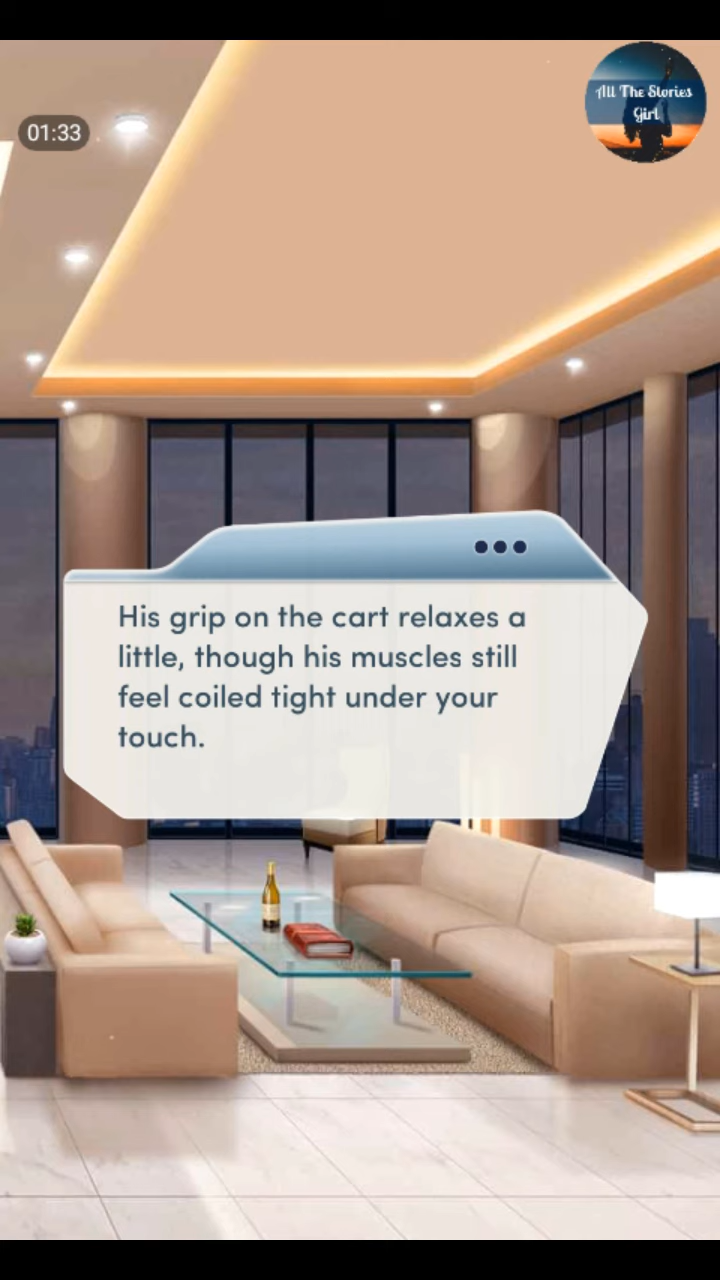 All The Stories
Girl
01:33
His grip on the cart relaxes a
little, though his muscles still
feel coiled tight under your
touch.